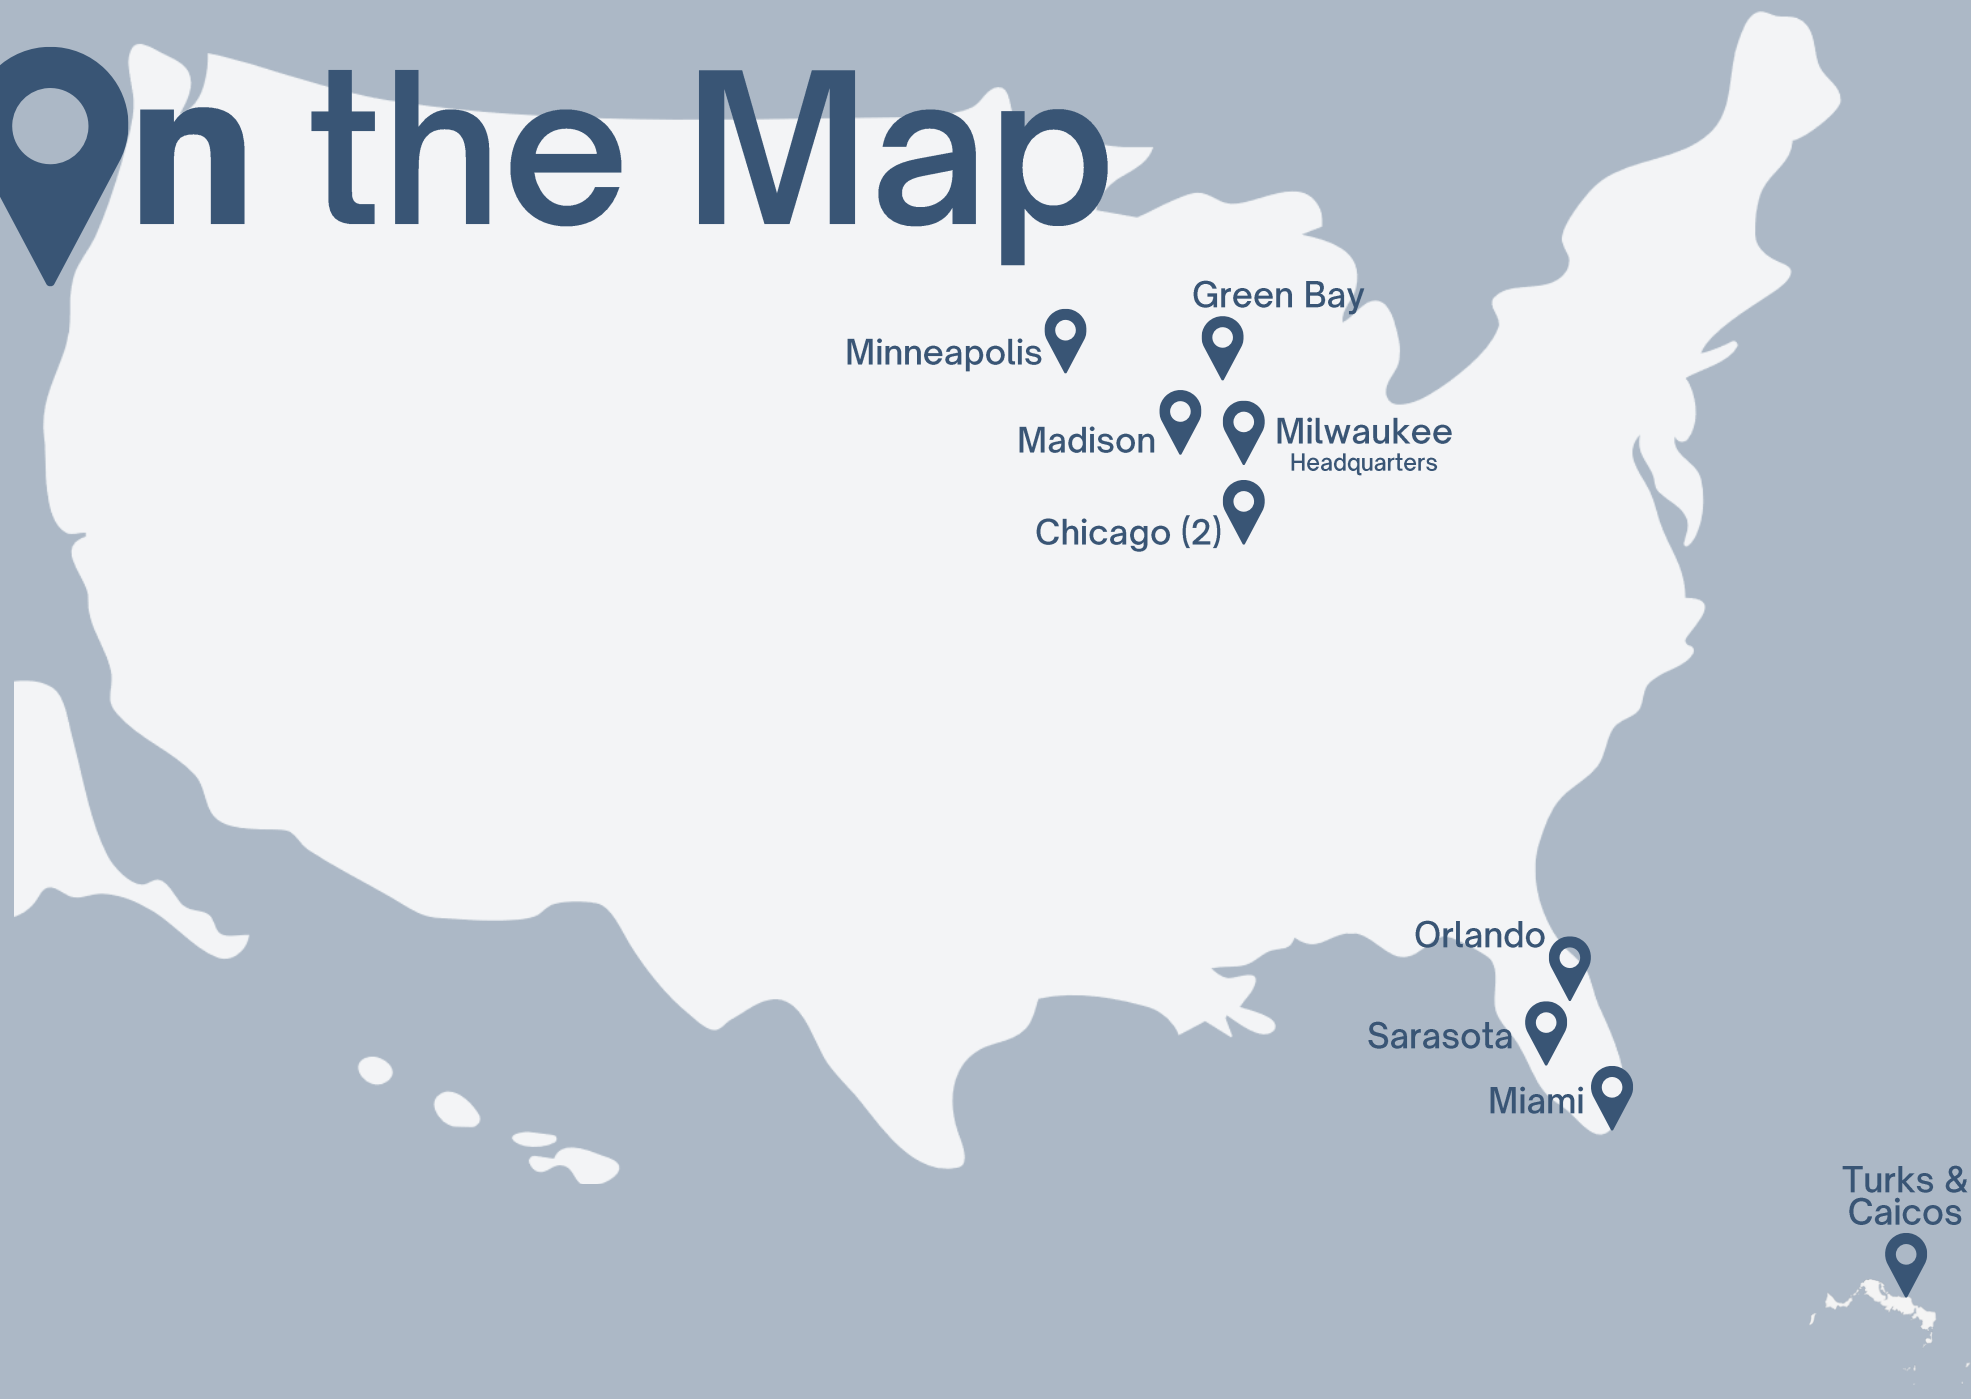 On the Map
Green Bay
Minneapolis
Madison
Milwaukee
Headquarters
Chicago (2)
Orlando
Sarasota
Miami
Turks &
Caicos